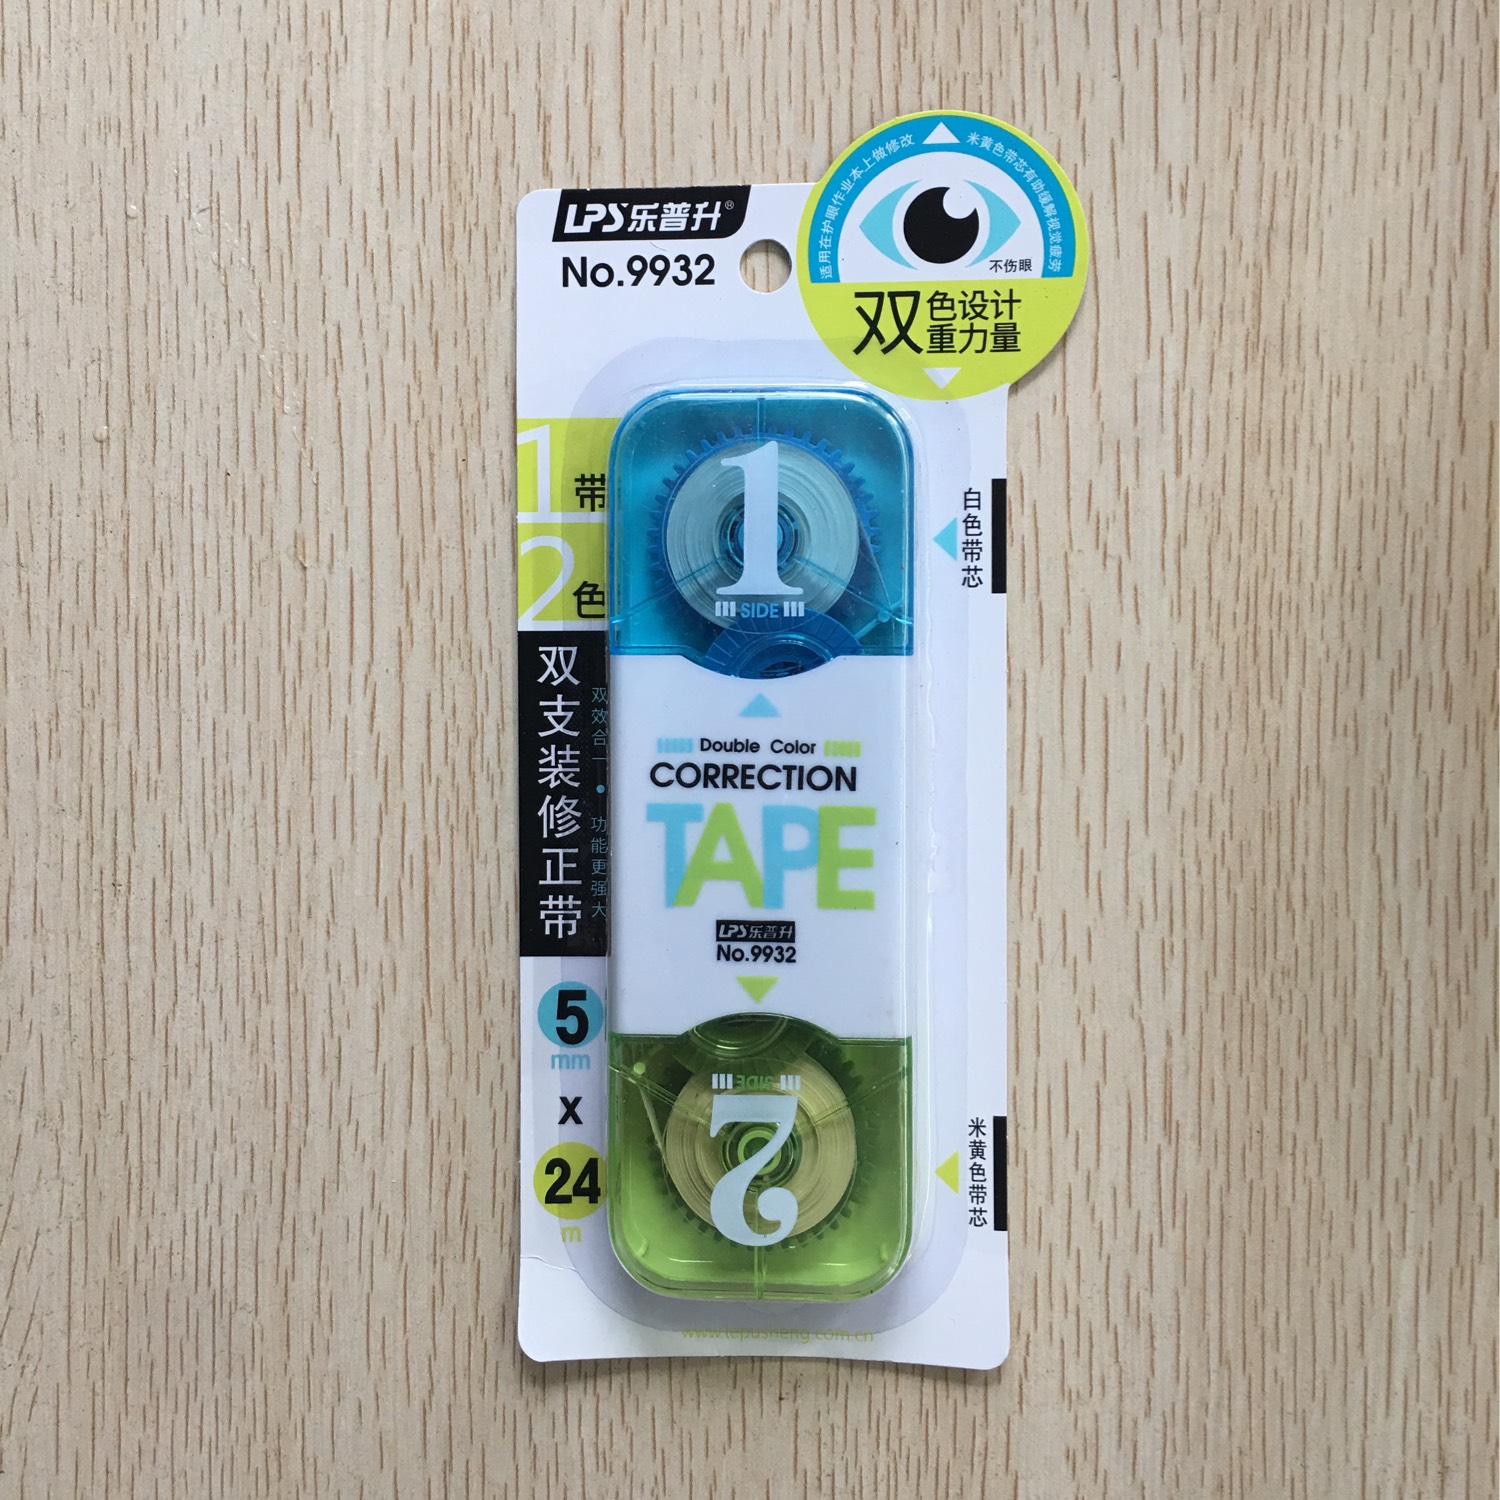 LPS乐普升®
No.9932
适用在护眼作业本上做修改
米黄色带芯有助缓解视觉疲劳
不伤眼
双色设计
重力量
1带
2色
双支装修正带
双效合一·功能更强大
5
mm
x
24
m
1
SIDE
白色带芯
Double Color
CORRECTION
TAPE
LPS乐普升
No.9932
SIDE
2
米黄色带芯
www.lepusheng.com.cn